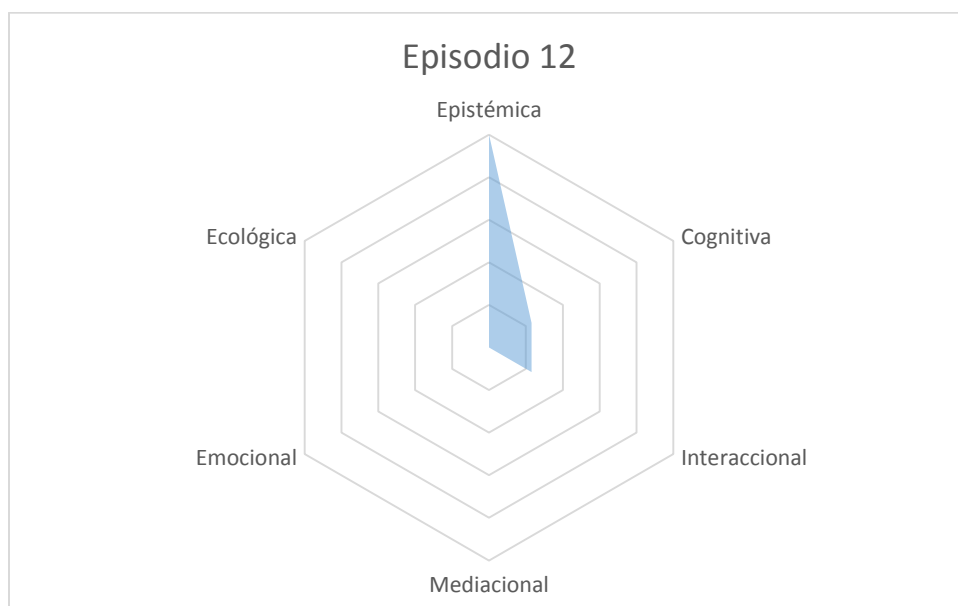 Episodio 12
Epistémica
Ecológica
Cognitiva
Emocional
Interaccional
Mediacional